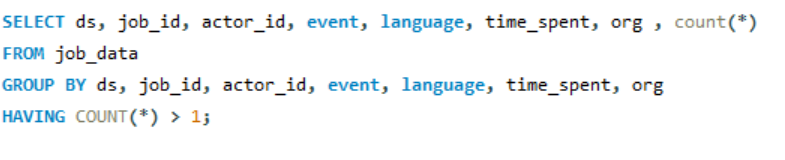 SELECT ds, job_id, actor_id, event, language, time_spent, org , count(*)
FROM job_data
GROUP BY ds, job_id, actor_id, event, language, time_spent, org
HAVING COUNT(*) > 1;